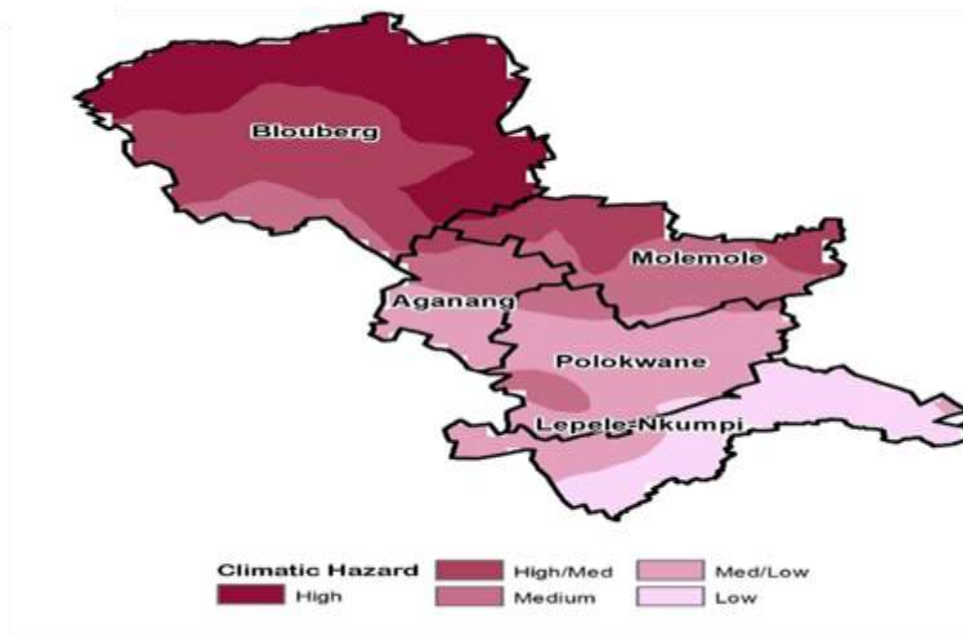 Blouberg
Molemole
Aganang
Polokwane
Lepele-Nkumpi
Climatic Hazard
High
High/Med
Medium
Med/Low
Low